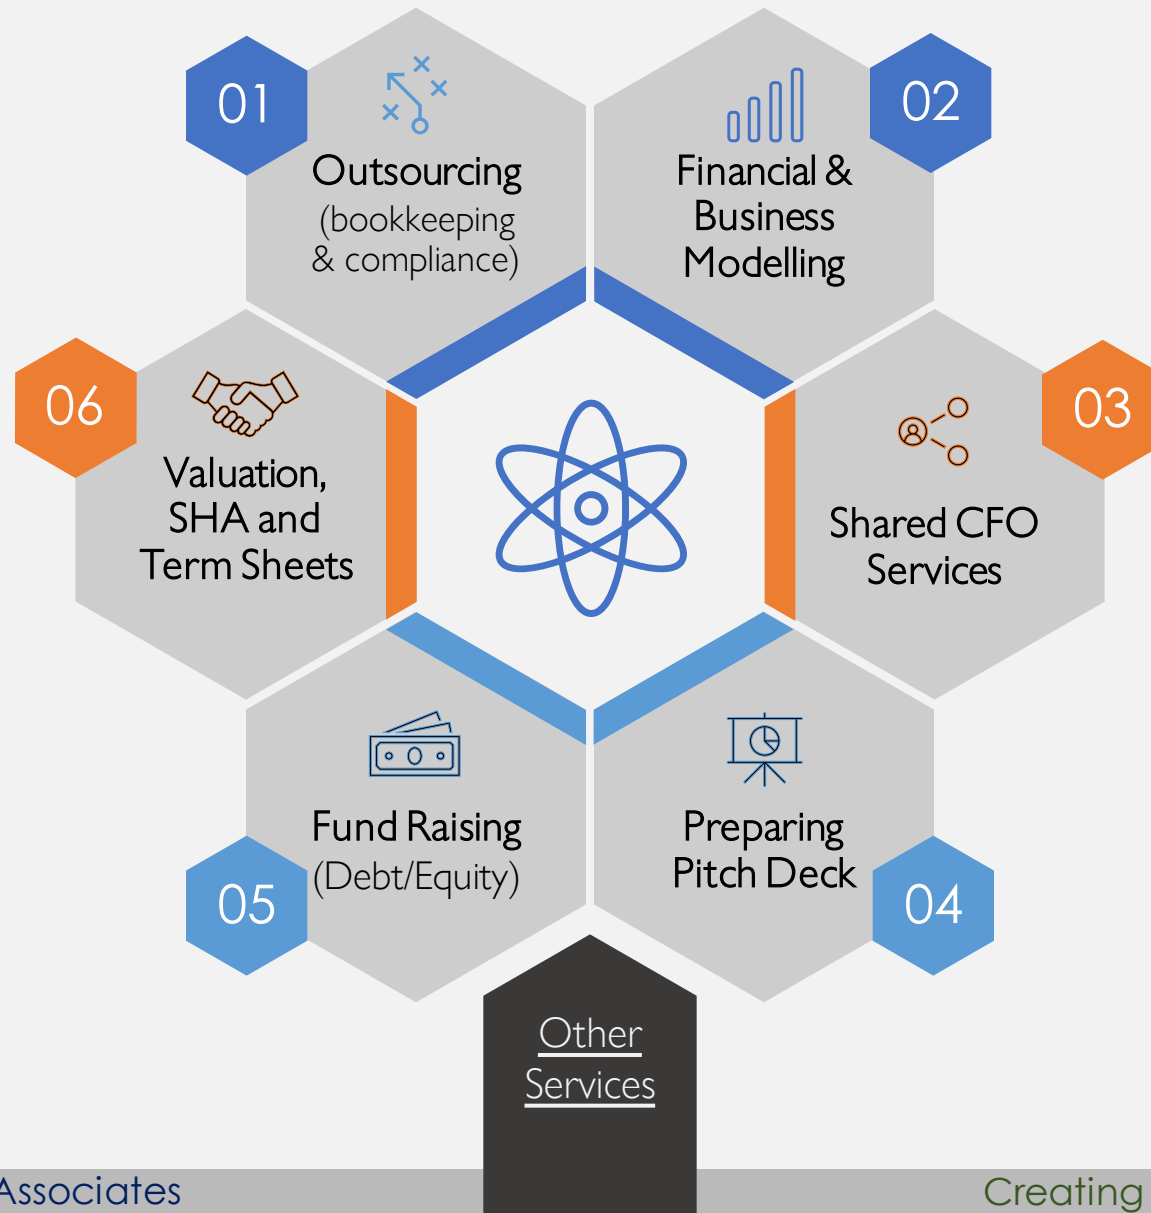 01
Outsourcing
(bookkeeping
& compliance)
02
Financial &
Business
Modelling
03
Shared CFO
Services
04
Preparing
Pitch Deck
05
Fund Raising
(Debt/Equity)
06
Valuation,
SHA and
Term Sheets
Other
Services
Associates
Creating